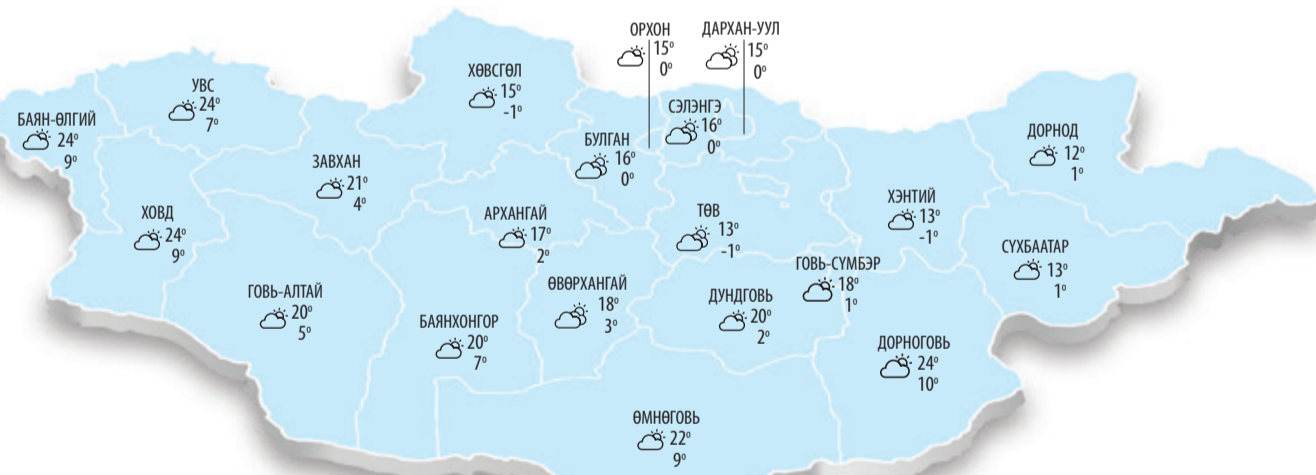 ОРХОН
15°
0°
ДАРХАН-УУЛ
15°
0°
ХӨВСГӨЛ
15°
-1°
УВС
24°
7°
БАЯН-ӨЛГИЙ
24°
9°
СЭЛЭНГЭ
16°
0°
ДОРНОД
12°
1°
БУЛГАН
16°
0°
ЗАВХАН
21°
4°
ХЭНТИЙ
13°
-1°
ХОВД
24°
9°
АРХАНГАЙ
17°
2°
ТӨВ
13°
-1°
СҮХБААТАР
13°
1°
ГОВЬ-СҮМБЭР
18°
1°
ӨВӨРХАНГАЙ
18°
3°
ГОВЬ-АЛТАЙ
20°
5°
ДУНДГОВЬ
20°
2°
БАЯНХОНГОР
20°
7°
ДОРНОГОВЬ
24°
10°
ӨМНӨГОВЬ
22°
9°